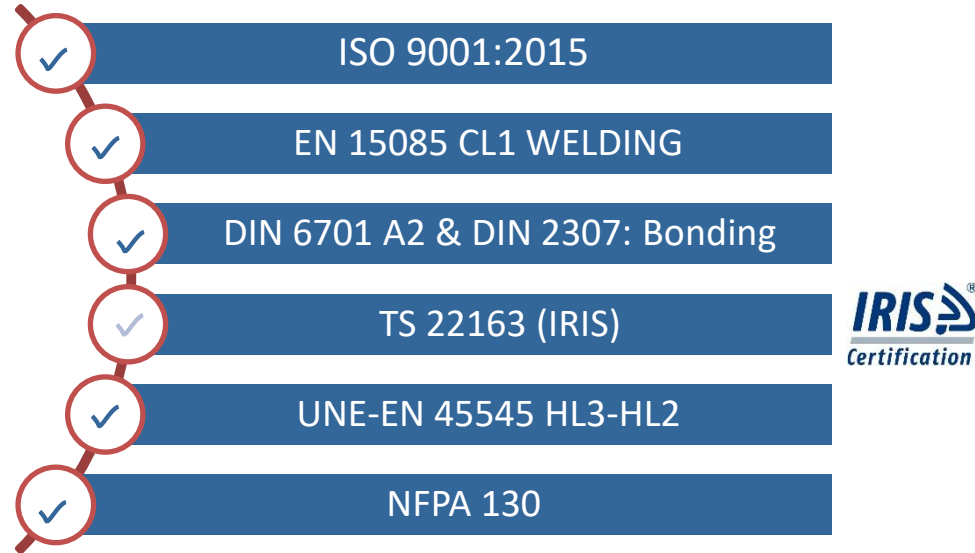 ISO 9001:2015
EN 15085 CL1 WELDING
DIN 6701 A2 & DIN 2307: Bonding
TS 22163 (IRIS)
IRIS ®
Certification
UNE-EN 45545 HL3-HL2
NFPA 130